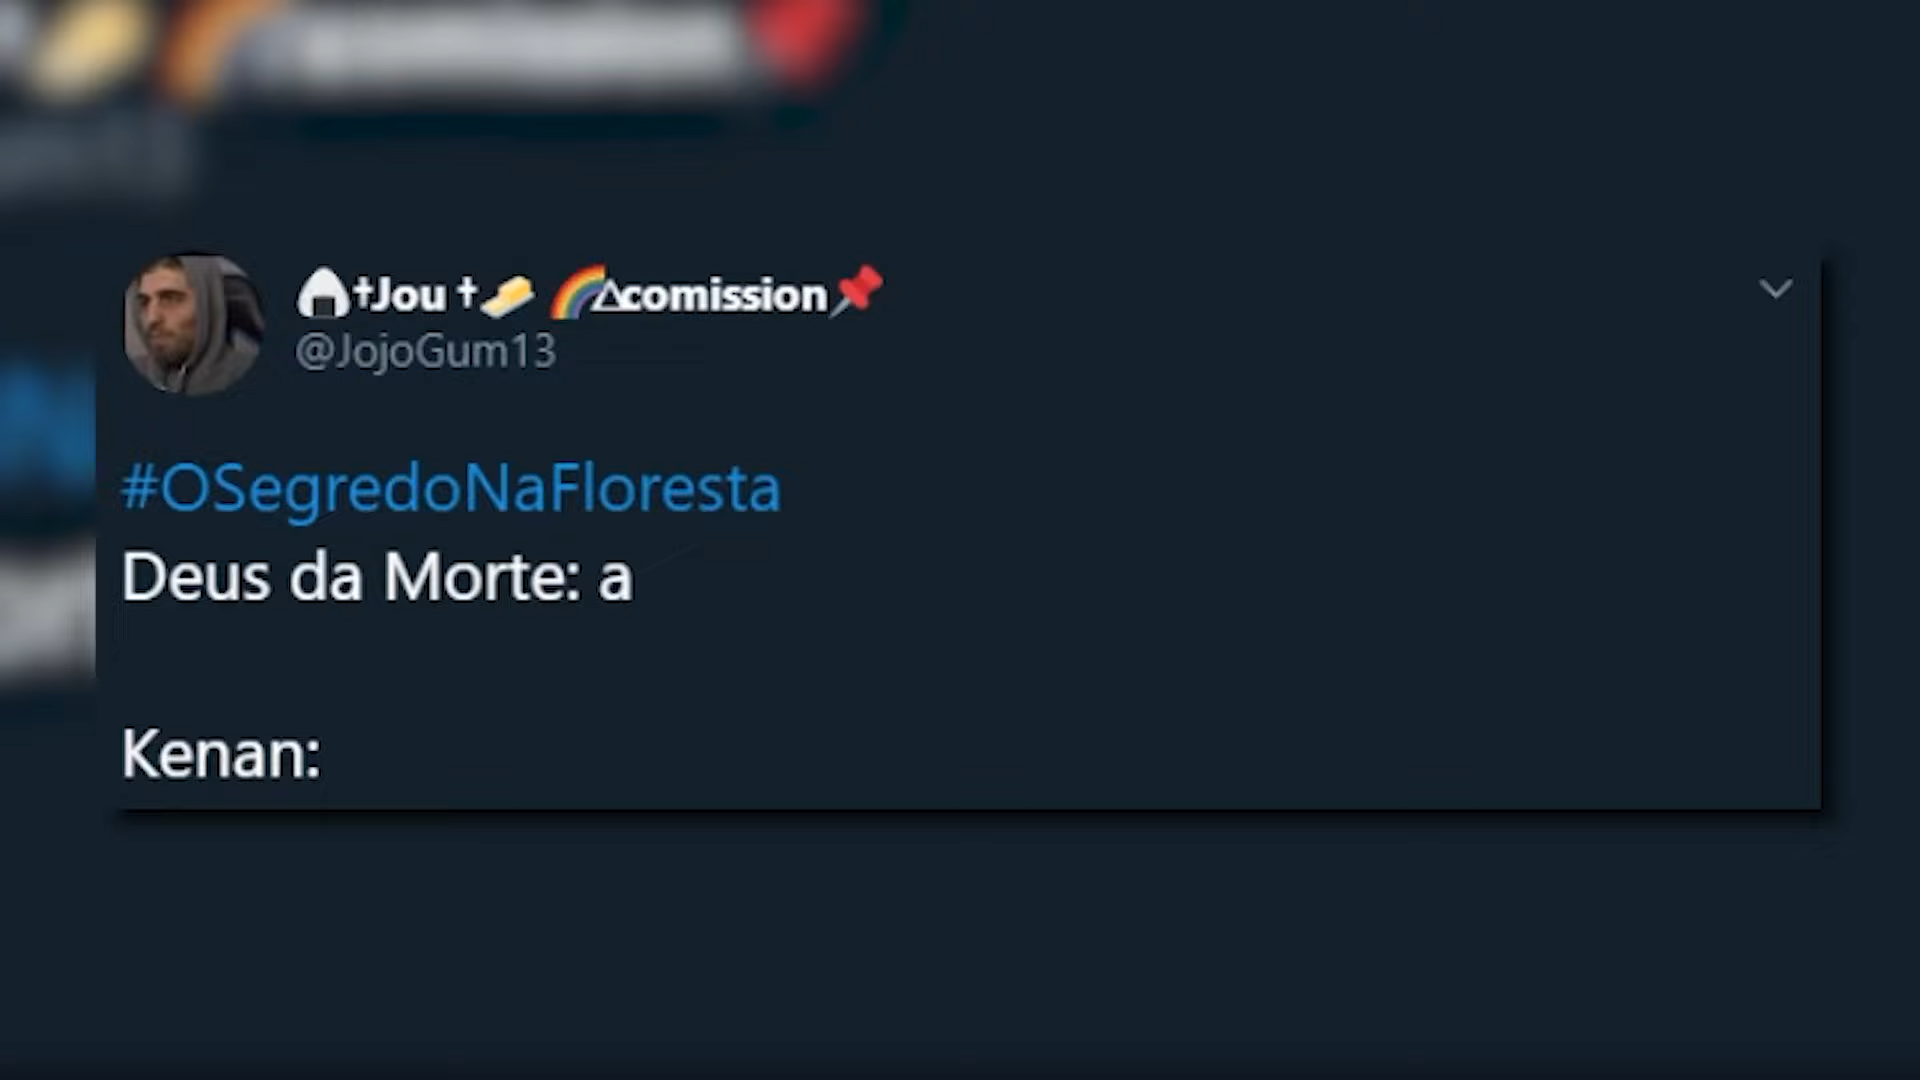 🍙†Jou †🧈 🌈∆comission📌
@JojoGum13
#OSegredoNaFloresta
Deus da Morte: a
Kenan: